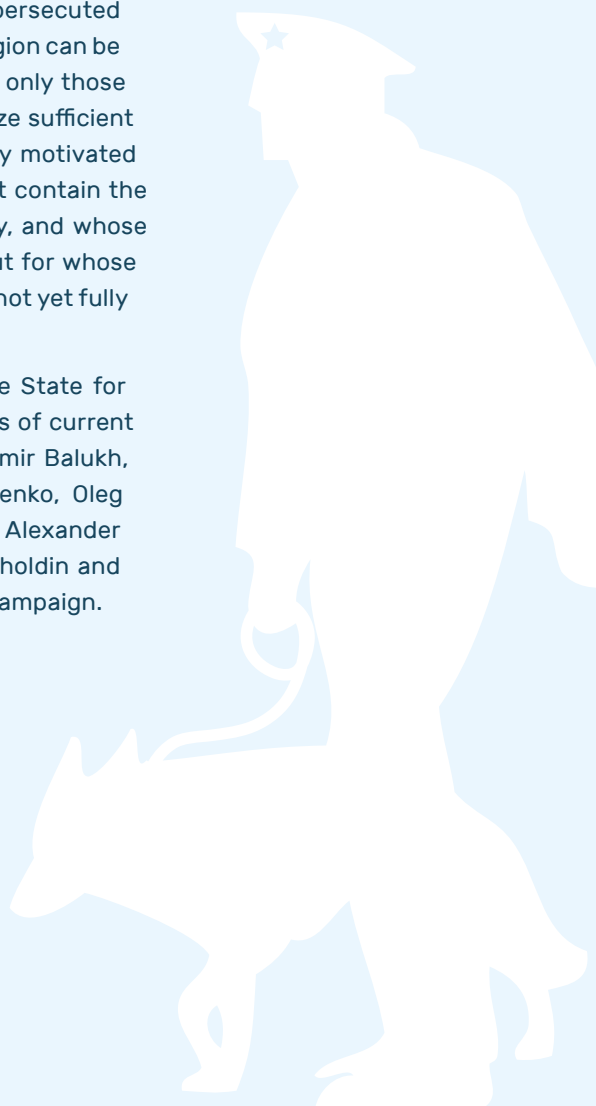 persecuted
gion can be
only those
ze sufficient
y motivated
t contain the
y, and whose
ut for whose
not yet fully
e State for
s of current
mir Balukh,
enko, Oleg
Alexander
holdin and
ampaign.